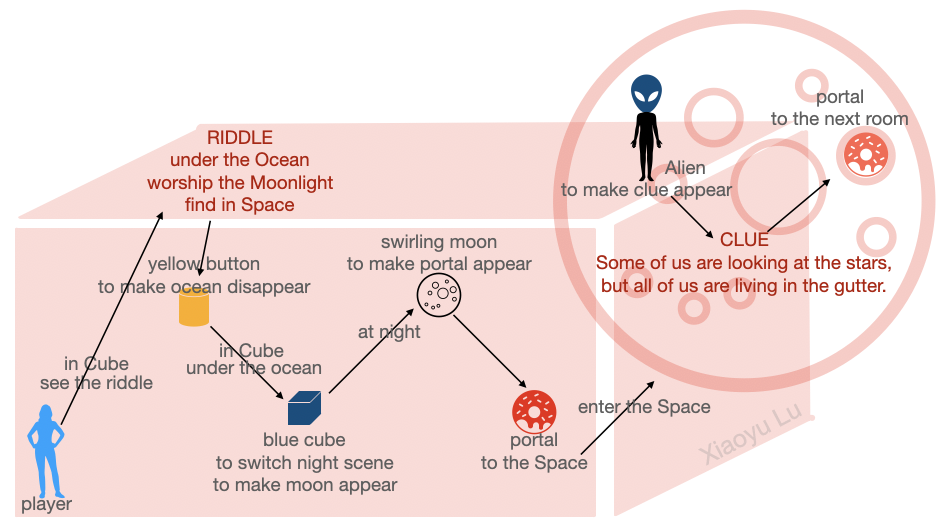 RIDDLE
under the Ocean
worship the Moonlight
find in Space
portal
to the next room
Alien
to make clue appear
CLUE
Some of us are looking at the stars,
but all of us are living in the gutter.
yellow button
to make ocean disappear
swirling moon
to make portal appear
in Cube
see the riddle
in Cube
under the ocean
at night
blue cube
to switch night scene
to make moon appear
portal
to the Space
enter the Space
player
Xiaoyu Lu